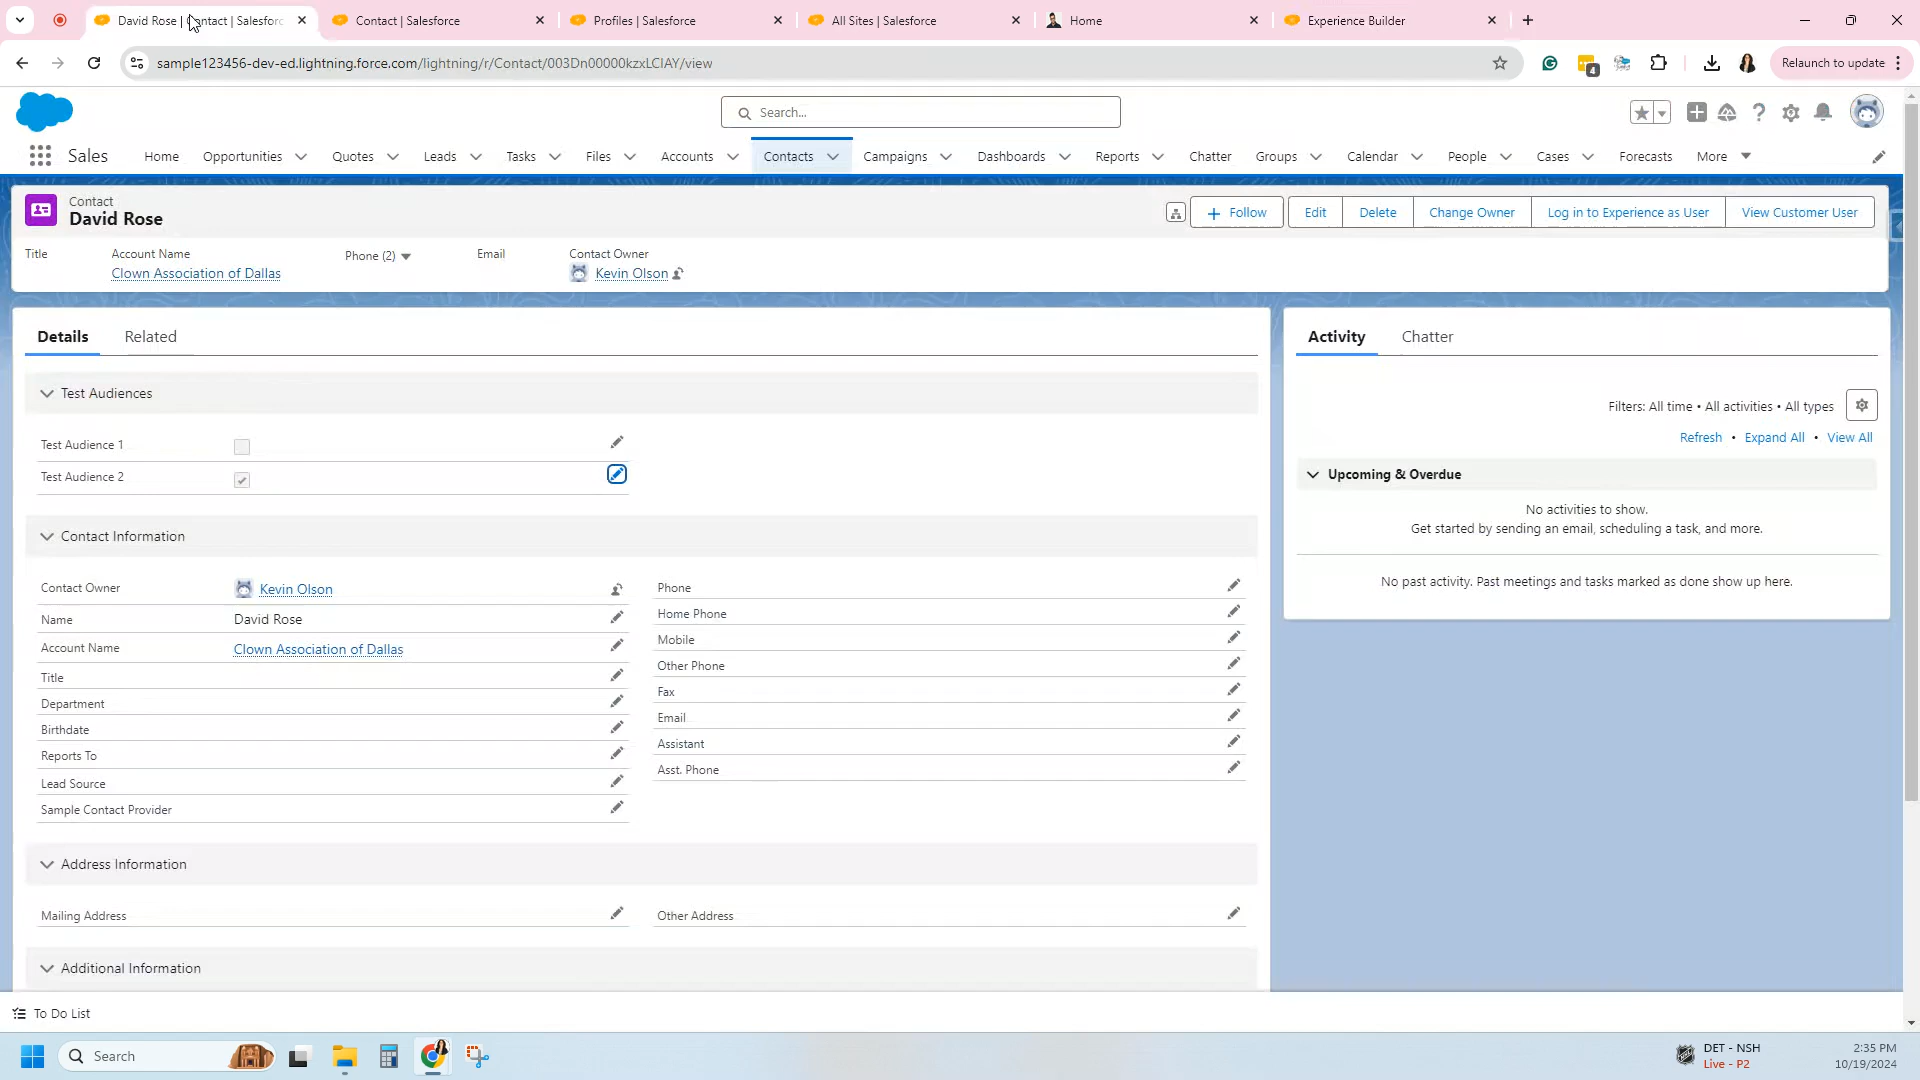 David Rose | Contact | Salesforc
Contact | Salesforce
Profiles | Salesforce
All Sites | Salesforce
Home
Experience Builder
sample123456-dev-ed.lightning.force.com/lightning/r/Contact/003Dn00000kzxLCIAY/view
4
Relaunch to update
Search...
Sales
Home
Opportunities
Quotes
Leads
Tasks
Files
Accounts
Contacts
Campaigns
Dashboards
Reports
Chatter
Groups
Calendar
People
Cases
Forecasts
More
Contact
David Rose
Follow
Edit
Delete
Change Owner
Log in to Experience as User
View Customer User
Title
Account Name
Clown Association of Dallas
Phone (2)
Email
Contact Owner
Kevin Olson
Details
Related
Test Audiences
Test Audience 1
Test Audience 2
Contact Information
Contact Owner
Kevin Olson
Name
David Rose
Account Name
Clown Association of Dallas
Title
Department
Birthdate
Reports To
Lead Source
Sample Contact Provider
Phone
Home Phone
Mobile
Other Phone
Fax
Email
Assistant
Asst. Phone
Address Information
Mailing Address
Other Address
Additional Information
Activity
Chatter
Filters: All time • All activities • All types
Refresh • Expand All • View All
Upcoming & Overdue
No activities to show.
Get started by sending an email, scheduling a task, and more.
No past activity. Past meetings and tasks marked as done show up here.
To Do List
Search
DET - NSH
Live - P2
2:35 PM
10/19/2024